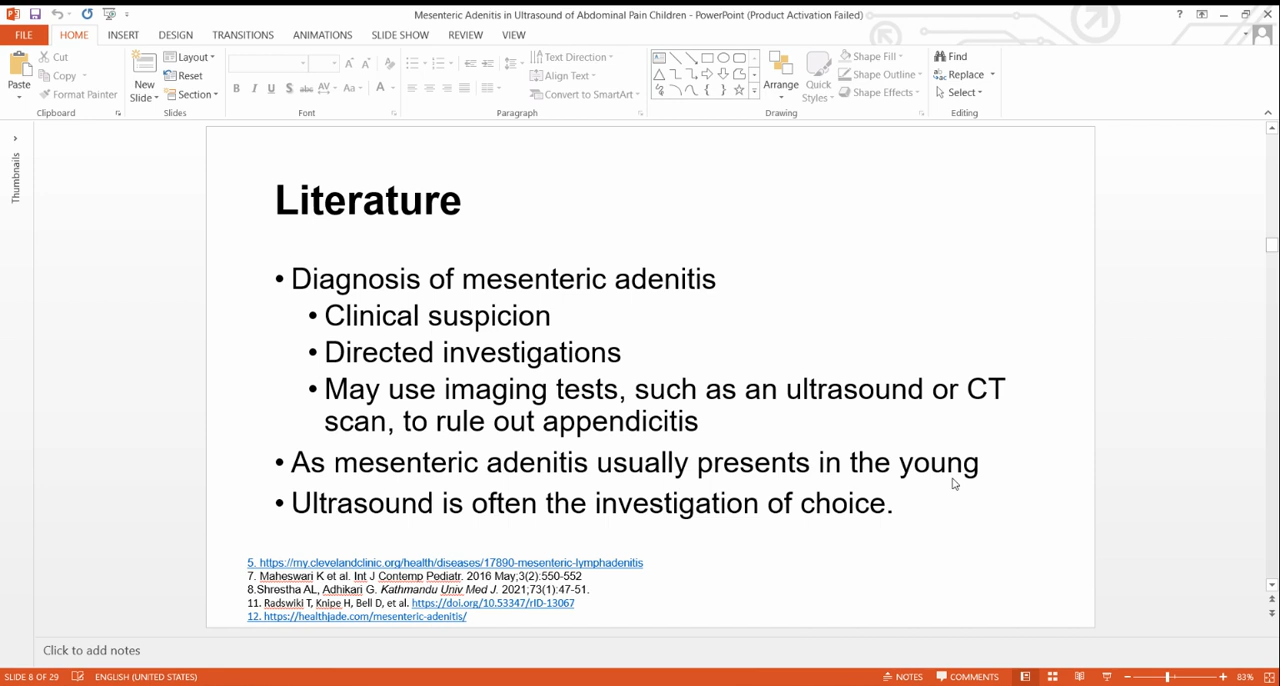 Mesenteric Adenitis in Ultrasound of Abdominal Pain Children - PowerPoint (Product Activation Failed)
FILE HOME INSERT DESIGN TRANSITIONS ANIMATIONS SLIDE SHOW REVIEW VIEW
Paste
Cut
Copy
Format Painter
Clipboard
New Slide
Layout
Reset
Section
Slides
B I U S abc AV Aa A
Font
Text Direction
Align Text
Convert to SmartArt
Paragraph
Arrange
Quick Styles
Shape Fill
Shape Outline
Shape Effects
Drawing
Find
Replace
Select
Editing
Thumbnails
Literature
• Diagnosis of mesenteric adenitis
• Clinical suspicion
• Directed investigations
• May use imaging tests, such as an ultrasound or CT
scan, to rule out appendicitis
• As mesenteric adenitis usually presents in the young
• Ultrasound is often the investigation of choice.
5. https://my.clevelandclinic.org/health/diseases/17890-mesenteric-lymphadenitis
7. Maheswari K et al. Int J Contemp Pediatr. 2016 May;3(2):550-552
8.Shrestha AL, Adhikari G. Kathmandu Univ Med J. 2021;73(1):47-51.
11. Radswiki T, Knipe H, Bell D, et al. https://doi.org/10.53347/rID-13067
12. https://healthjade.com/mesenteric-adenitis/
Click to add notes
SLIDE 8 OF 29 ENGLISH (UNITED STATES) NOTES COMMENTS 83%